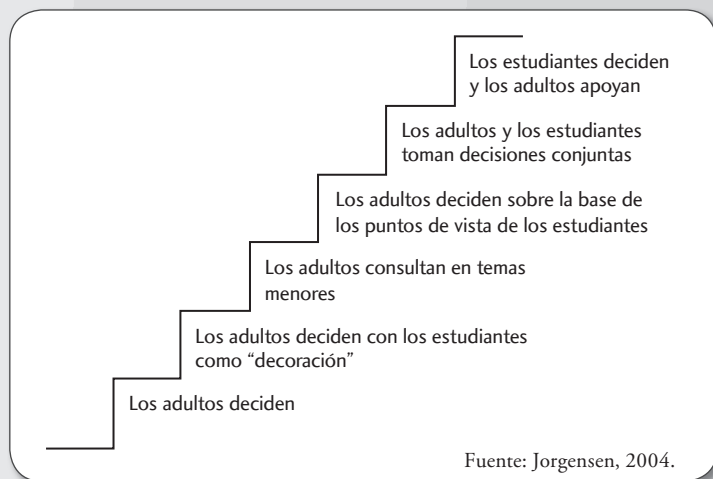 Los estudiantes deciden
y los adultos apoyan
Los adultos y los estudiantes
toman decisiones conjuntas
Los adultos deciden sobre la base de
los puntos de vista de los estudiantes
Los adultos consultan en temas
menores
Los adultos deciden con los estudiantes
como “decoración”
Los adultos deciden
Fuente: Jorgensen, 2004.